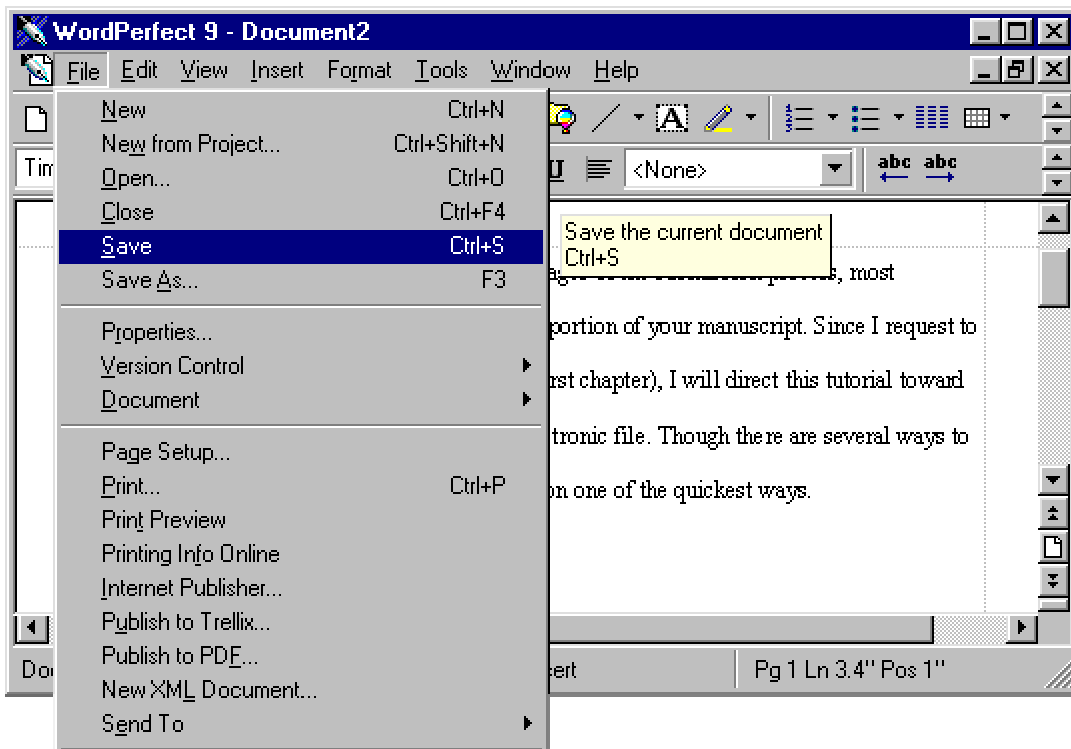 WordPerfect 9 - Document2
File Edit View Insert Format Tools Window Help
New Ctrl+N
New from Project... Ctrl+Shift+N
Open... Ctrl+O
Close Ctrl+F4
Save Ctrl+S
Save As... F3
Properties...
Version Control
Document
Page Setup...
Print... Ctrl+P
Print Preview
Printing Info Online
Internet Publisher...
Publish to Trellix...
Publish to PDF...
New XML Document...
Send To
A U <None> abc abc
Save the current document
Ctrl+S
most
portion of your manuscript. Since I request to
chapter), I will direct this tutorial toward
file. Though there are several ways to
one of the quickest ways.
Pg 1 Ln 3.4" Pos 1"